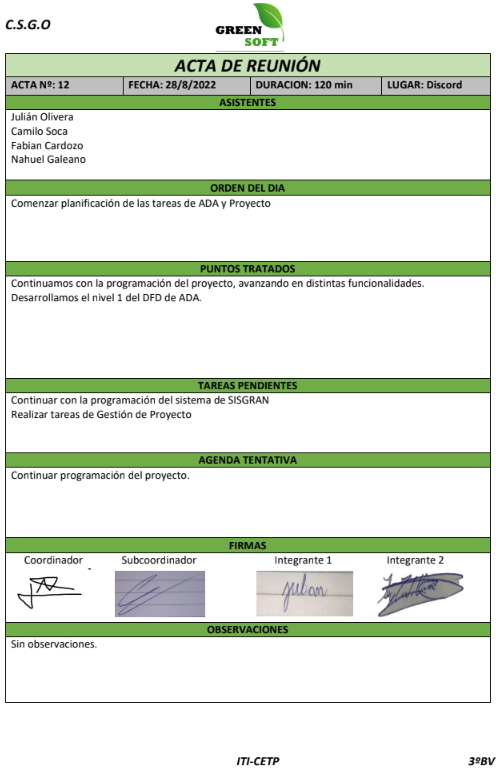 C.S.G.O
GREEN
SOFT
ACTA DE REUNIÓN
ACTA Nº: 12 FECHA: 28/8/2022 DURACION: 120 min LUGAR: Discord
ASISTENTES
Julián Olivera
Camilo Soca
Fabian Cardozo
Nahuel Galeano
ORDEN DEL DIA
Comenzar planificación de las tareas de ADA y Proyecto
PUNTOS TRATADOS
Continuamos con la programación del proyecto, avanzando en distintas funcionalidades.
Desarrollamos el nivel 1 del DFD de ADA.
TAREAS PENDIENTES
Continuar con la programación del sistema de SISGRAN
Realizar tareas de Gestión de Proyecto
AGENDA TENTATIVA
Continuar programación del proyecto.
FIRMAS
Coordinador Subcoordinador Integrante 1 Integrante 2
julian
OBSERVACIONES
Sin observaciones.
ITI-CETP 3ºBV